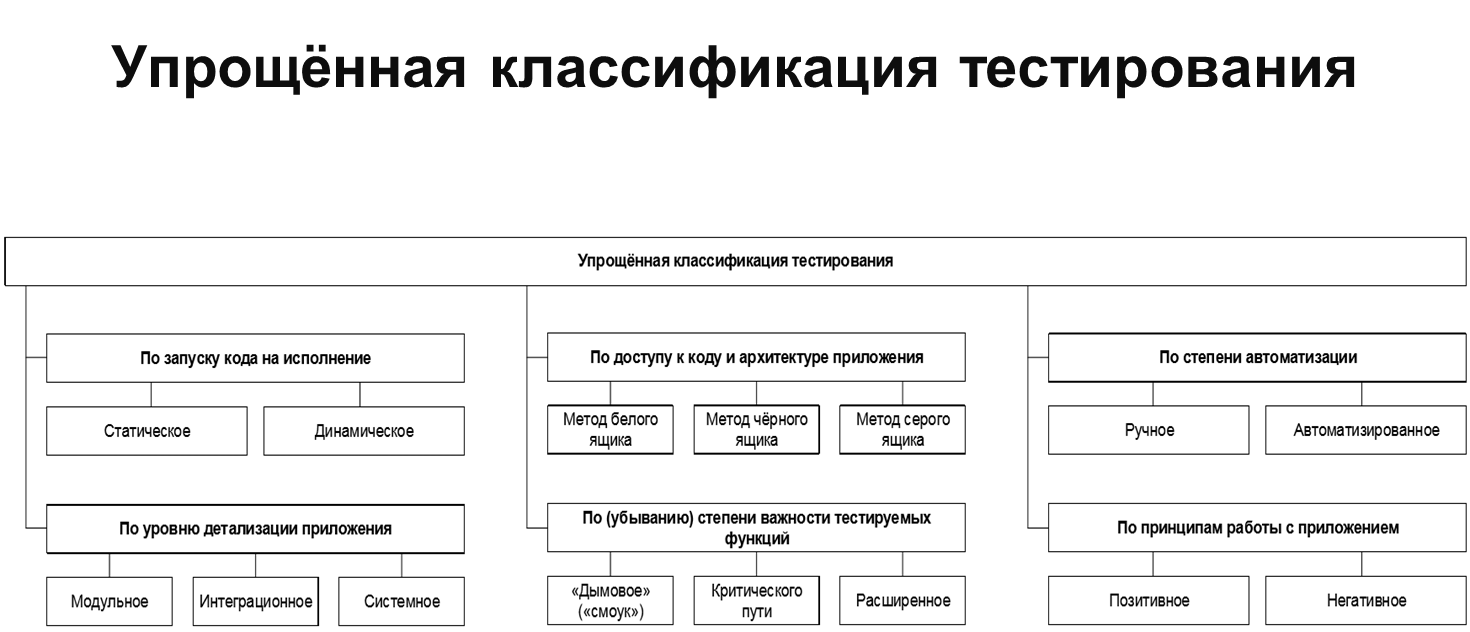 Упрощённая классификация тестирования
Упрощённая классификация тестирования
По запуску кода на исполнение
Статическое
Динамическое
По доступу к коду и архитектуре приложения
Метод белого
ящика
Метод чёрного
ящика
Метод серого
ящика
По степени автоматизации
Ручное
Автоматизированное
По уровню детализации приложения
Модульное
Интеграционное
Системное
По (убыванию) степени важности тестируемых
функций
«Дымовое»
(«смоук»)
Критического
пути
Расширенное
По принципам работы с приложением
Позитивное
Негативное